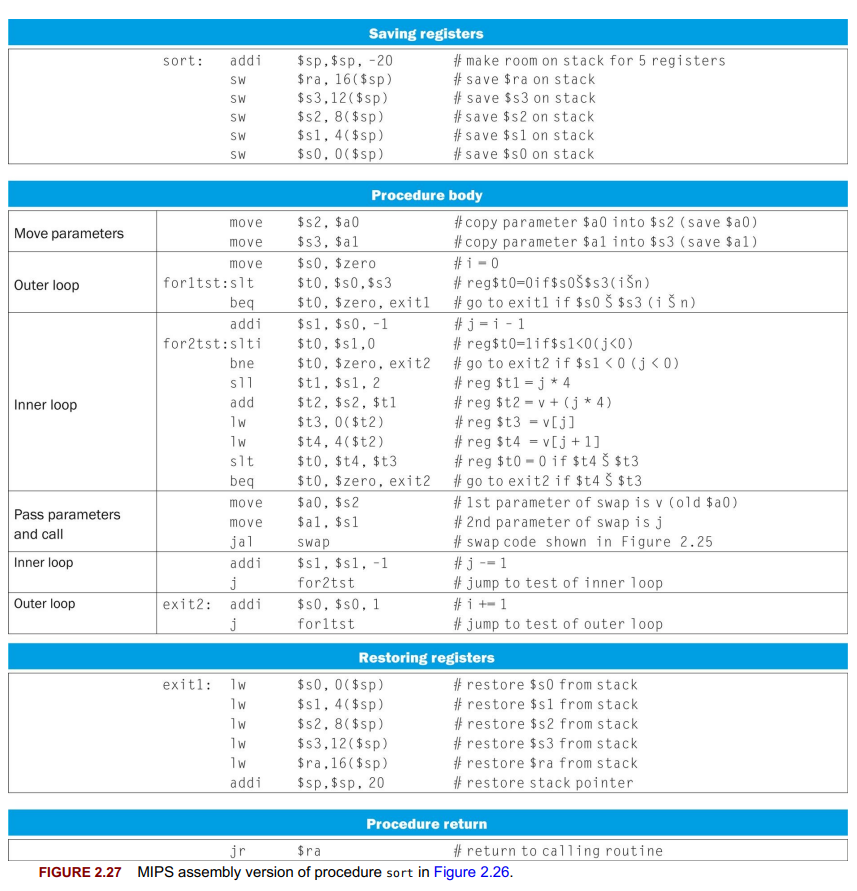 Saving registers
sort: addi $sp,$sp, -20 # make room on stack for 5 registers
sw $ra, 16($sp) # save $ra on stack
sw $s3,12($sp) # save $s3 on stack
sw $s2, 8($sp) # save $s2 on stack
sw $s1, 4($sp) # save $s1 on stack
sw $s0, 0($sp) # save $s0 on stack
Procedure body
Move parameters
move $s2, $a0 # copy parameter $a0 into $s2 (save $a0)
move $s3, $a1 # copy parameter $a1 into $s3 (save $a1)
Outer loop
move $s0, $zero # i = 0
for1tst:slt $t0, $s0,$s3 # reg$t0=0if$s0Š$s3(iŠn)
beq $t0, $zero, exit1 # go to exit1 if $s0 Š $s3 (i Š n)
Inner loop
addi $s1, $s0, -1 # j = i - 1
for2tst:slti $t0, $s1,0 # reg$t0=1if$s1<0(j<0)
bne $t0, $zero, exit2 # go to exit2 if $s1 < 0 (j < 0)
sll $t1, $s1, 2 # reg $t1 = j * 4
add $t2, $s2, $t1 # reg $t2 = v + (j * 4)
lw $t3, 0($t2) # reg $t3 = v[j]
lw $t4, 4($t2) # reg $t4 = v[j + 1]
slt $t0, $t4, $t3 # reg $t0 = 0 if $t4 Š $t3
beq $t0, $zero, exit2 # go to exit2 if $t4 Š $t3
Pass parameters
and call
move $a0, $s2 # 1st parameter of swap is v (old $a0)
move $a1, $s1 # 2nd parameter of swap is j
jal swap # swap code shown in Figure 2.25
Inner loop
addi $s1, $s1, -1 # j -= 1
j for2tst # jump to test of inner loop
Outer loop
exit2: addi $s0, $s0, 1 # i += 1
j for1tst # jump to test of outer loop
Restoring registers
exit1: lw $s0, 0($sp) # restore $s0 from stack
lw $s1, 4($sp) # restore $s1 from stack
lw $s2, 8($sp) # restore $s2 from stack
lw $s3,12($sp) # restore $s3 from stack
lw $ra,16($sp) # restore $ra from stack
addi $sp,$sp, 20 # restore stack pointer
Procedure return
jr $ra # return to calling routine
FIGURE 2.27 MIPS assembly version of procedure sort in Figure 2.26.